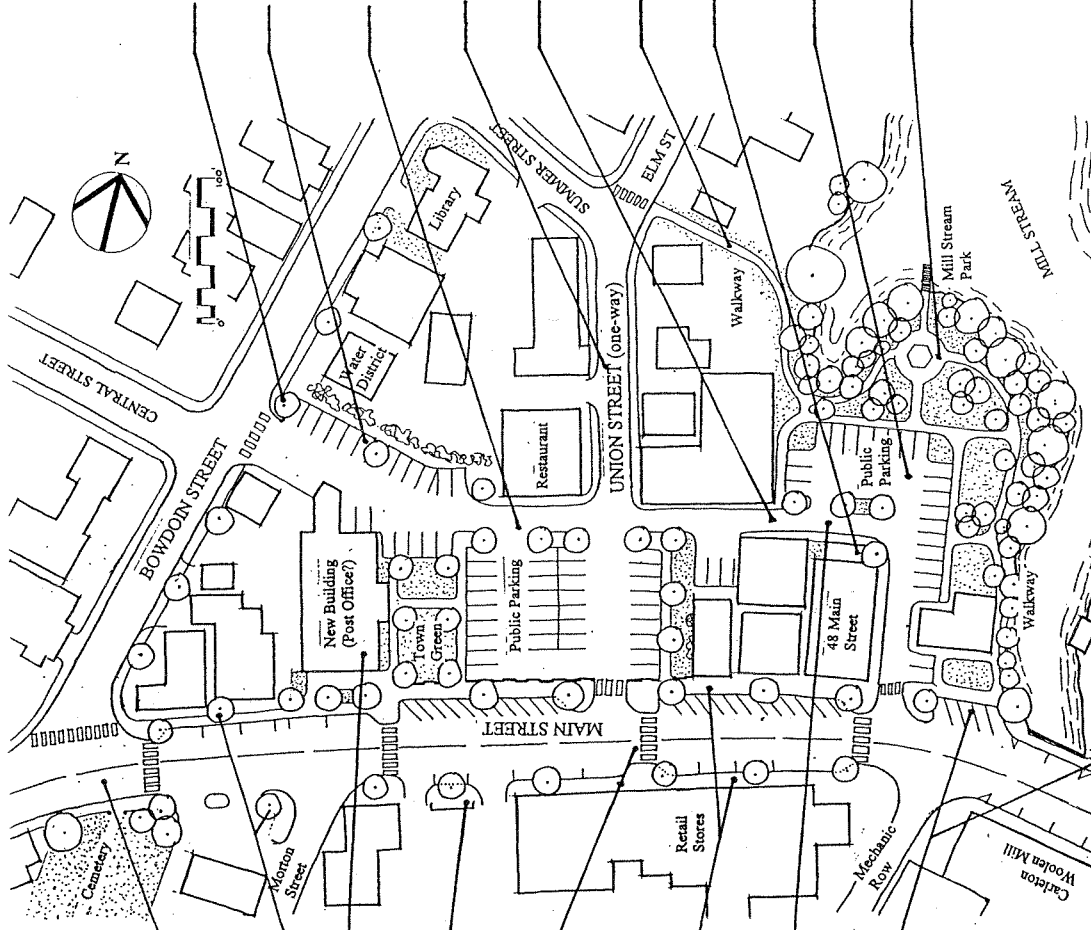 N
0
100'
CENTRAL STREET
BOWDOIN STREET
SUMMER STREET
ELM ST
Library
Water
District
Restaurant
UNION STREET (one-way)
Walkway
Mill Stream
Park
MILL STREAM
Public
Parking
New Building
(Post Office?)
Town
Green
Public Parking
48 Main
Street
Walkway
MAIN STREET
Cemetery
Morton
Street
Retail
Stores
Mechanic
Row
Carleton
Woolen Mill